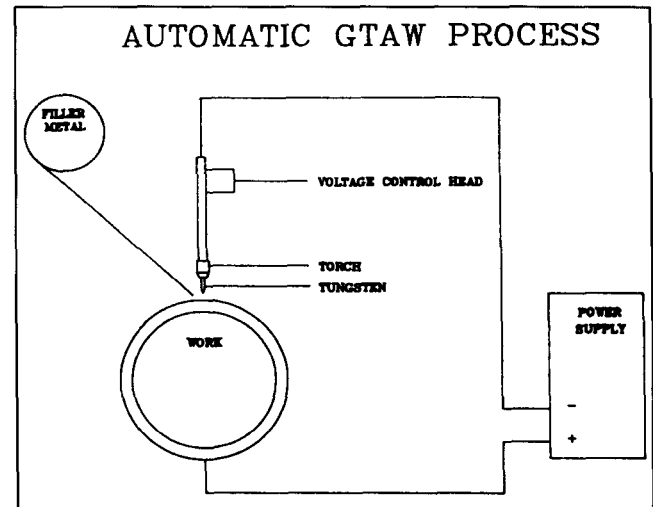 AUTOMATIC GTAW PROCESS
FILLER
METAL
VOLTAGE CONTROL HEAD
TORCH
TUNGSTEN
WORK
POWER
SUPPLY
-
+